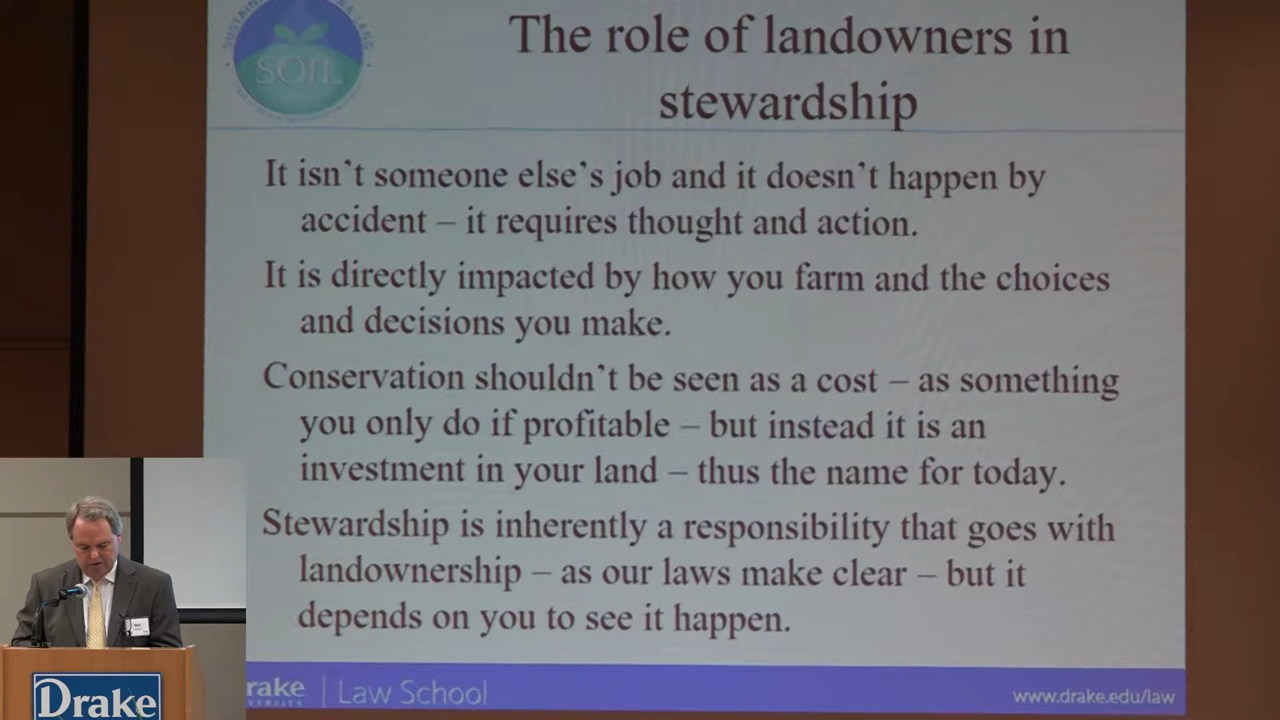 SOIL
The role of landowners in
stewardship
It isn't someone else's job and it doesn't happen by
accident – it requires thought and action.
It is directly impacted by how you farm and the choices
and decisions you make.
Conservation shouldn't be seen as a cost – as something
you only do if profitable – but instead it is an
investment in your land – thus the name for today.
Stewardship is inherently a responsibility that goes with
landownership – as our laws make clear – but it
depends on you to see it happen.
rake
Law School
www.drake.edu/law
Drake